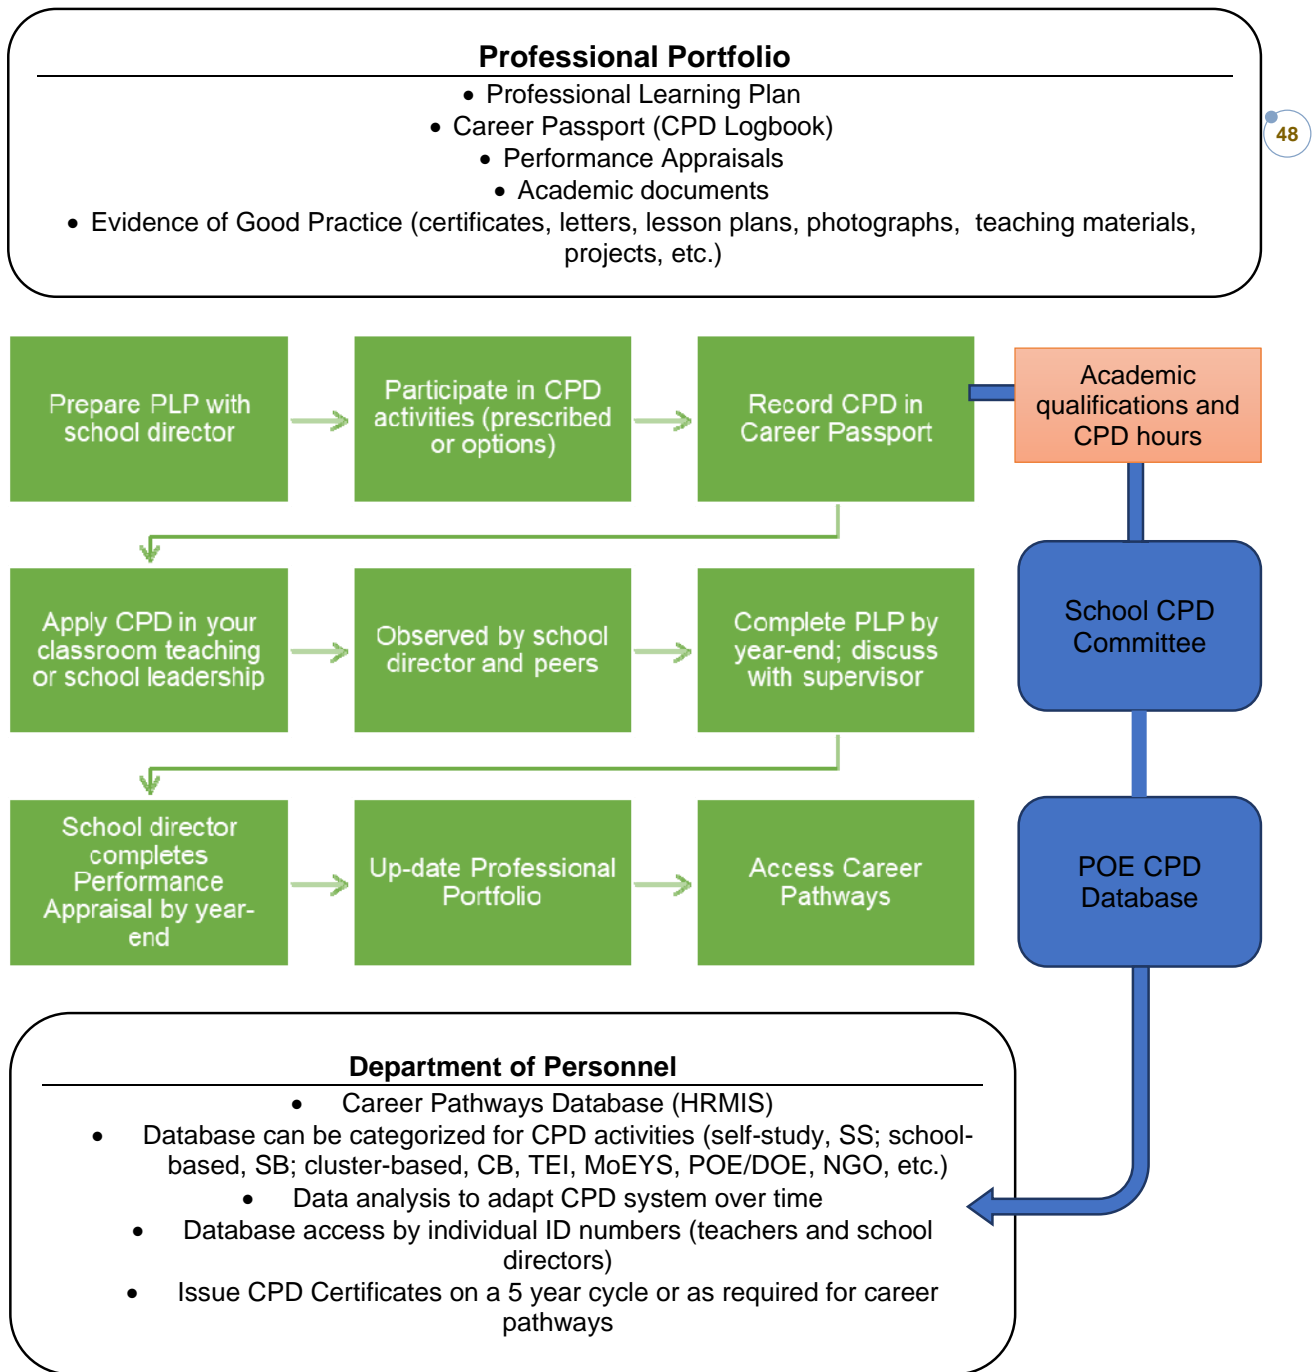 Professional Portfolio
• Professional Learning Plan
• Career Passport (CPD Logbook)
• Performance Appraisals
• Academic documents
• Evidence of Good Practice (certificates, letters, lesson plans, photographs, teaching materials,
projects, etc.)
48
Prepare PLP with
school director
Participate in CPD
activities (prescribed
or options)
Record CPD in
Career Passport
Academic
qualifications and
CPD hours
Apply CPD in your
classroom teaching
or school leadership
Observed by school
director and peers
Complete PLP by
year-end; discuss
with supervisor
School CPD
Committee
School director
completes
Performance
Appraisal by year-
end
Up-date Professional
Portfolio
Access Career
Pathways
POE CPD
Database
Department of Personnel
• Career Pathways Database (HRMIS)
• Database can be categorized for CPD activities (self-study, SS; school-
based, SB; cluster-based, CB, TEI, MoEYS, POE/DOE, NGO, etc.)
• Data analysis to adapt CPD system over time
• Database access by individual ID numbers (teachers and school
directors)
• Issue CPD Certificates on a 5 year cycle or as required for career
pathways